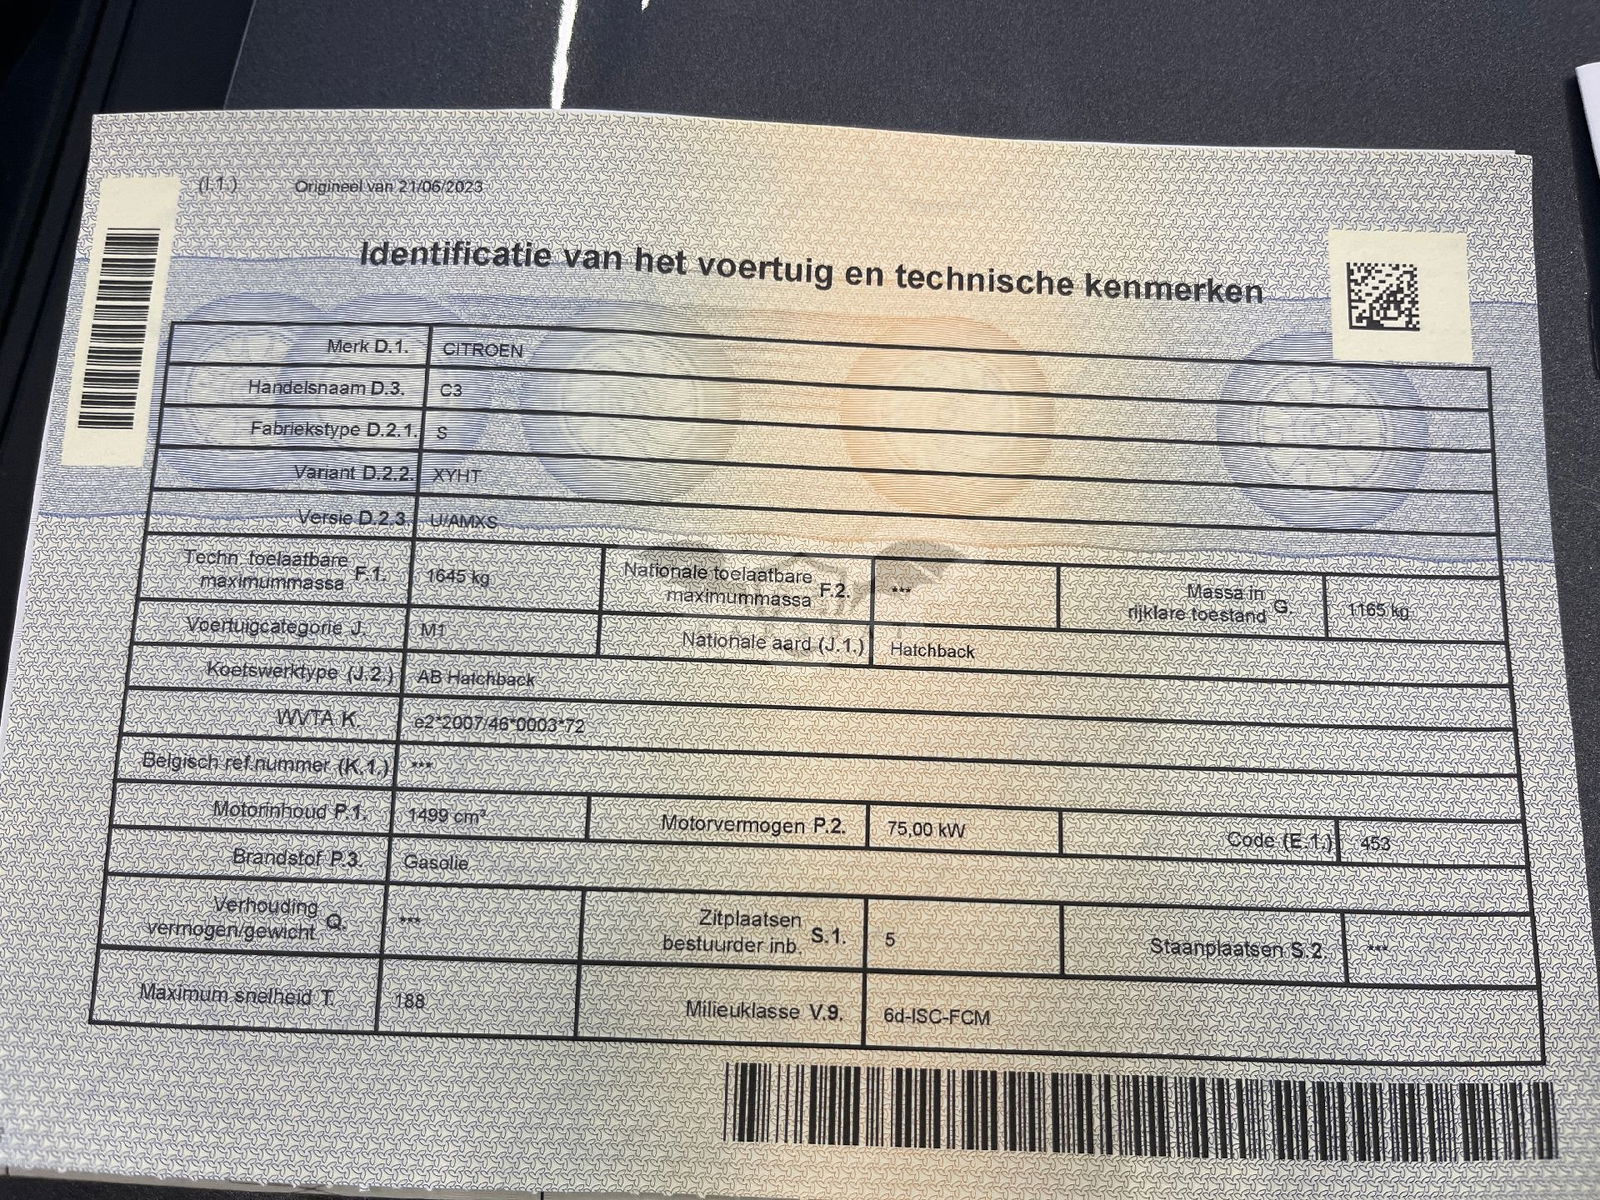 (I.1.) Origineel van 21/06/2023
Identificatie van het voertuig en technische kenmerken
Merk D.1. CITROEN
Handelsnaam D.3. C3
Fabriekstype D.2.1. S
Variant D.2.2. XYHT
Versie D.2.3. U/AMXS
Techn. toelaatbare maximummassa F.1. 1645 kg Nationale toelaatbare maximummassa F.2. *** Massa in rijklare toestand G. 1165 kg
Voertuigcategorie J. M1 Nationale aard (J.1.) Hatchback
Koetswerktype (J.2.) AB Hatchback
WVTA K. e2*2007/46*0003*72
Belgisch ref.nummer (K.1.) ***
Motorinhoud P.1. 1499 cm³ Motorvermogen P.2. 75,00 kW Code (E.1.) 453
Brandstof P.3. Gasolie
Verhouding vermogen/gewicht Q. *** Zitplaatsen bestuurder inb. S.1. 5 Staanplaatsen S.2. ***
Maximum snelheid T. 188 Milieuklasse V.9. 6d-ISC-FCM